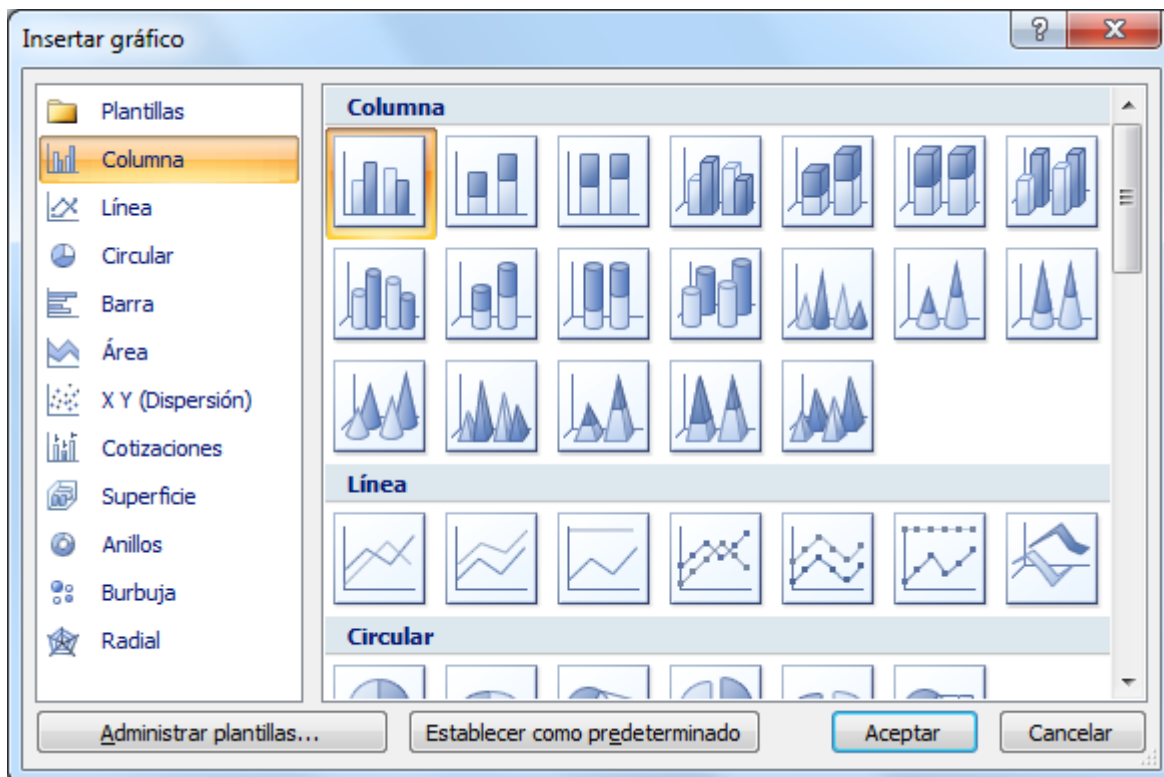 Insertar gráfico
Plantillas
Columna
Línea
Circular
Barra
Área
X Y (Dispersión)
Cotizaciones
Superficie
Anillos
Burbuja
Radial
Columna
Línea
Circular
Administrar plantillas...
Establecer como predeterminado
Aceptar
Cancelar